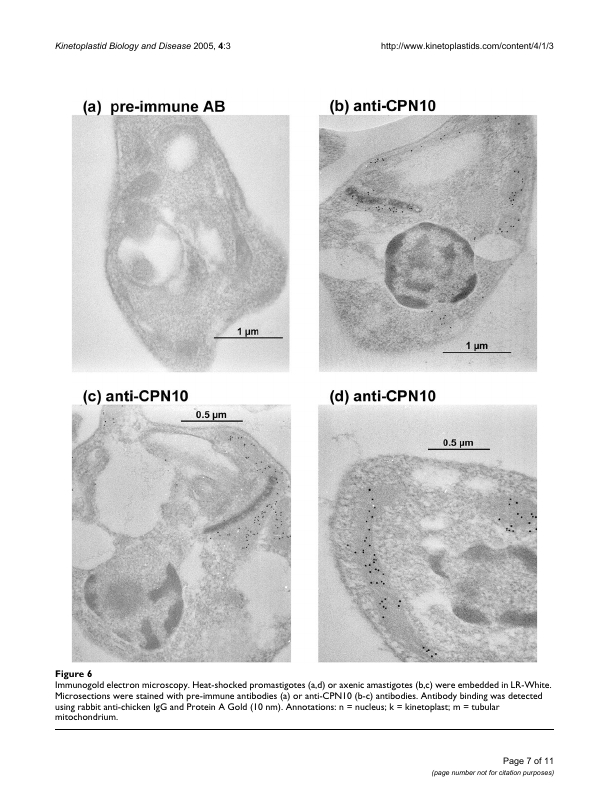 Kinetoplastid Biology and Disease 2005, 4:3
http://www.kinetoplastids.com/content/4/1/3
(a) pre-immune AB
(b) anti-CPN10
1 µm
1 µm
(c) anti-CPN10
(d) anti-CPN10
0.5 µm
0.5 µm
Figure 6
Immunogold electron microscopy. Heat-shocked promastigotes (a,d) or axenic amastigotes (b,c) were embedded in LR-White.
Microsections were stained with pre-immune antibodies (a) or anti-CPN10 (b-c) antibodies. Antibody binding was detected
using rabbit anti-chicken IgG and Protein A Gold (10 nm). Annotations: n = nucleus; k = kinetoplast; m = tubular
mitochondrium.
Page 7 of 11
(page number not for citation purposes)